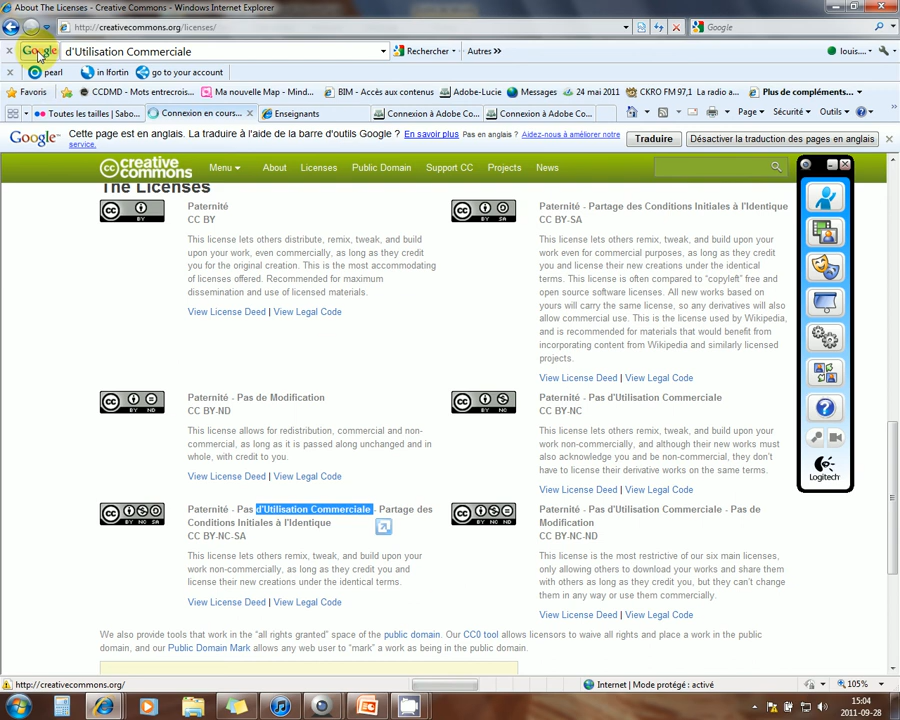 About The Licenses - Creative Commons - Windows Internet Explorer
http://creativecommons.org/licenses/
Google
Google d'Utilisation Commerciale Rechercher Autres » louis....
pearl in lfortin go to your account
Favoris CCDMD - Mots entrecrois... Ma nouvelle map - Mind... BIM - Accès aux contenus Adobe-Lucie Messages 24 mai 2011 CKRO FM 97,1 La radio a... Plus de compléments...
Toutes les tailles | Sabo... Connexion en cours... Enseignants Connexion à Adobe Co... Connexion à Adobe Co... Page Sécurité Outils
Google Cette page est en anglais. La traduire à l'aide de la barre d'outils Google ? En savoir plus Pas en anglais ? Aidez-nous à améliorer notre service. Traduire Désactiver la traduction des pages en anglais
creative commons Menu About Licenses Public Domain Support CC Projects News
The Licenses
Paternité
CC BY
This license lets others distribute, remix, tweak, and build
upon your work, even commercially, as long as they credit
you for the original creation. This is the most accommodating
of licenses offered. Recommended for maximum
dissemination and use of licensed materials.
View License Deed | View Legal Code
Paternité - Partage des Conditions Initiales à l'Identique
CC BY-SA
This license lets others remix, tweak, and build upon your
work even for commercial purposes, as long as they credit
you and license their new creations under the identical
terms. This license is often compared to “copyleft” free and
open source software licenses. All new works based on
yours will carry the same license, so any derivatives will also
allow commercial use. This is the license used by Wikipedia,
and is recommended for materials that would benefit from
incorporating content from Wikipedia and similarly licensed
projects.
View License Deed | View Legal Code
Paternité - Pas de Modification
CC BY-ND
This license allows for redistribution, commercial and non-
commercial, as long as it is passed along unchanged and in
whole, with credit to you.
View License Deed | View Legal Code
Paternité - Pas d'Utilisation Commerciale
CC BY-NC
This license lets others remix, tweak, and build upon your
work non-commercially, and although their new works must
also acknowledge you and be non-commercial, they don't
have to license their derivative works on the same terms.
View License Deed | View Legal Code
Paternité - Pas d'Utilisation Commerciale - Partage des
Conditions Initiales à l'Identique
CC BY-NC-SA
This license lets others remix, tweak, and build upon your
work non-commercially, as long as they credit you and
license their new creations under the identical terms.
View License Deed | View Legal Code
Paternité - Pas d'Utilisation Commerciale - Pas de
Modification
CC BY-NC-ND
This license is the most restrictive of our six main licenses,
only allowing others to download your works and share them
with others as long as they credit you, but they can't change
them in any way or use them commercially.
View License Deed | View Legal Code
We also provide tools that work in the “all rights granted” space of the public domain. Our CC0 tool allows licensors to waive all rights and place a work in the
public domain, and our Public Domain Mark allows any web user to “mark” a work as being in the public domain.
Logitech
http://creativecommons.org/ Internet | Mode protégé : activé 105%
15:04
2011-09-28